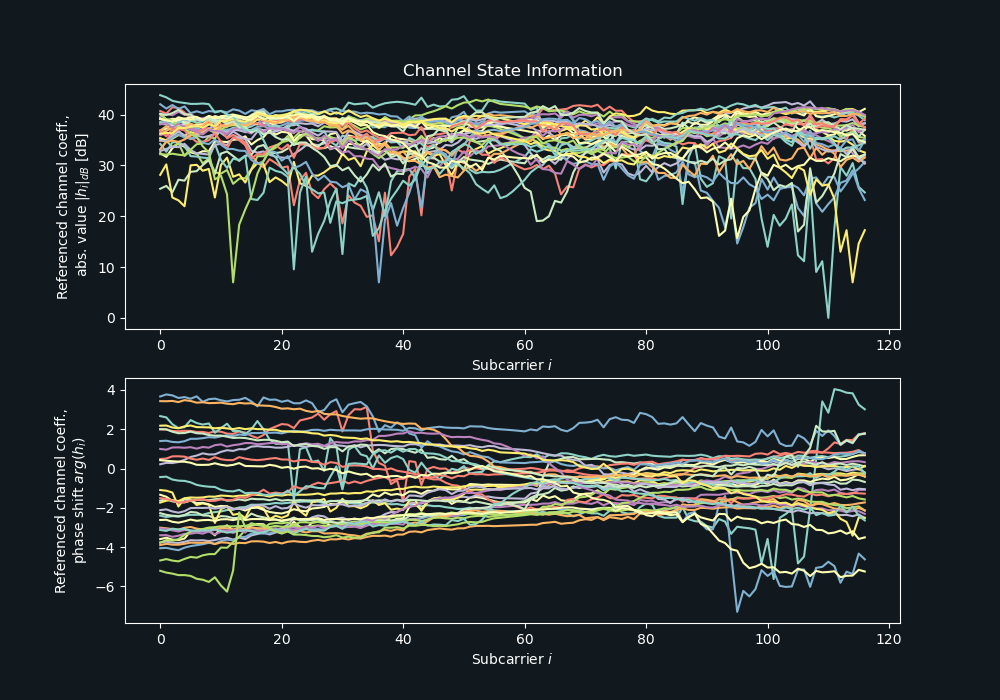 Channel State Information
Referenced channel coeff.,
abs. value |h_i|_dB [dB]
40
30
20
10
0
0 20 40 60 80 100 120
Subcarrier i
Referenced channel coeff.,
phase shift arg(h_i)
4
2
0
−2
−4
−6
0 20 40 60 80 100 120
Subcarrier i